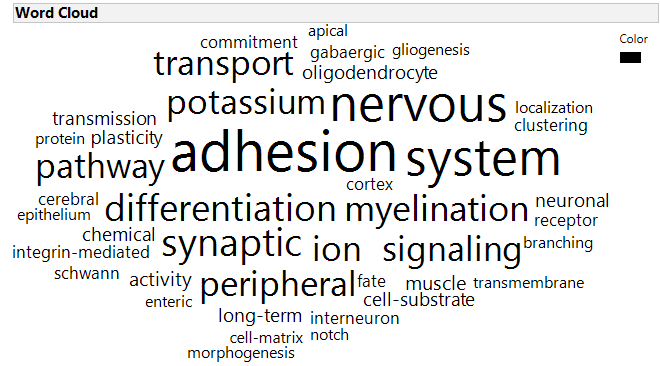 Word Cloud
apical
Color
commitment
gabaergic gliogenesis
transport oligodendrocyte
potassium nervous localization
transmission clustering
protein plasticity
adhesion system
pathway
cortex
cerebral differentiation myelination neuronal
epithelium receptor
chemical synaptic ion signaling branching
integrin-mediated
schwann activity peripheral fate muscle transmembrane
enteric cell-substrate
long-term interneuron
cell-matrix notch
morphogenesis